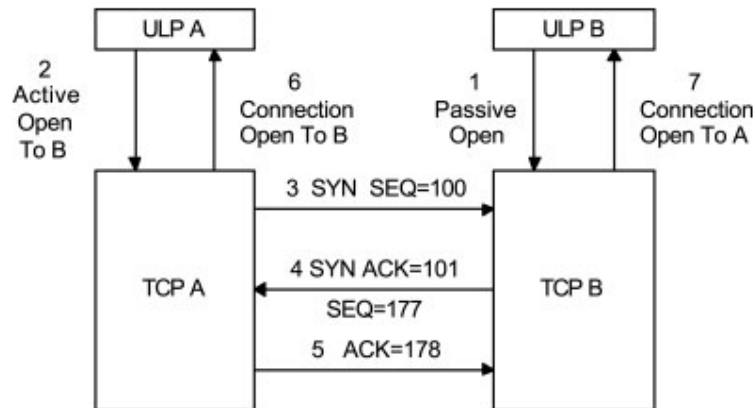 ULP A
ULP B
2
Active
Open
To B
6
Connection
Open To B
1
Passive
Open
7
Connection
Open To A
3 SYN SEQ=100
4 SYN ACK=101
SEQ=177
5 ACK=178
TCP A
TCP B